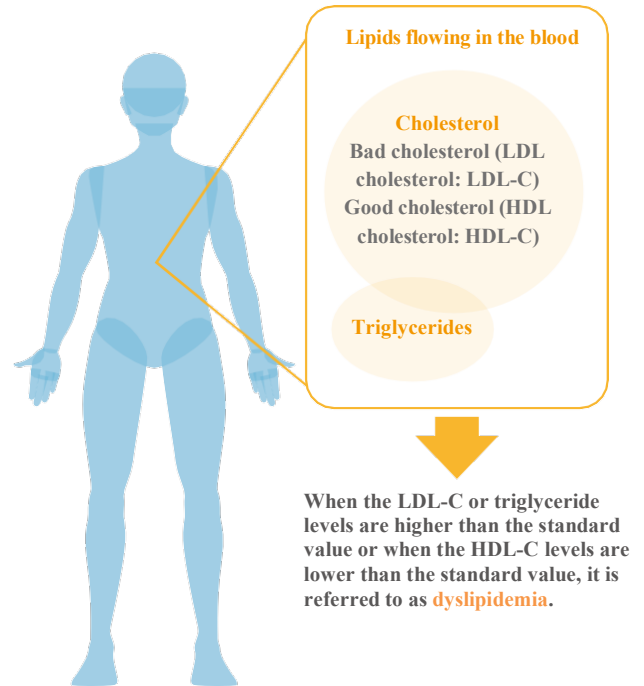 Lipids flowing in the blood
Cholesterol
Bad cholesterol (LDL
cholesterol: LDL-C)
Good cholesterol (HDL
cholesterol: HDL-C)
Triglycerides
When the LDL-C or triglyceride
levels are higher than the standard
value or when the HDL-C levels are
lower than the standard value, it is
referred to as dyslipidemia.